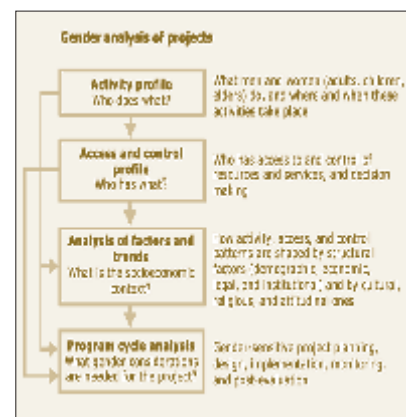 Gender analysis of projects
Activity profile
Who does what?
What men and women (adults, children,
elders) do, and where and when these
activities take place
Access and control
profile
Who has what?
Who has access to and control of
resources and services, and decision
making
Analysis of factors and
trends
What is the socioeconomic
context?
How activity, access, and control
patterns are shaped by structural
factors (demographic, economic,
legal, and institutional) and by cultural,
religious, and attitudinal ones
Program cycle analysis
What gender considerations
are needed for the project?
Gender-sensitive project planning,
design, implementation, monitoring,
and post-evaluation